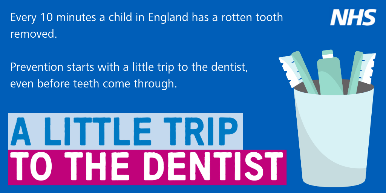 Every 10 minutes a child in England has a rotten tooth
removed.
NHS
Prevention starts with a little trip to the dentist,
even before teeth come through.
A LITTLE TRIP
TO THE DENTIST